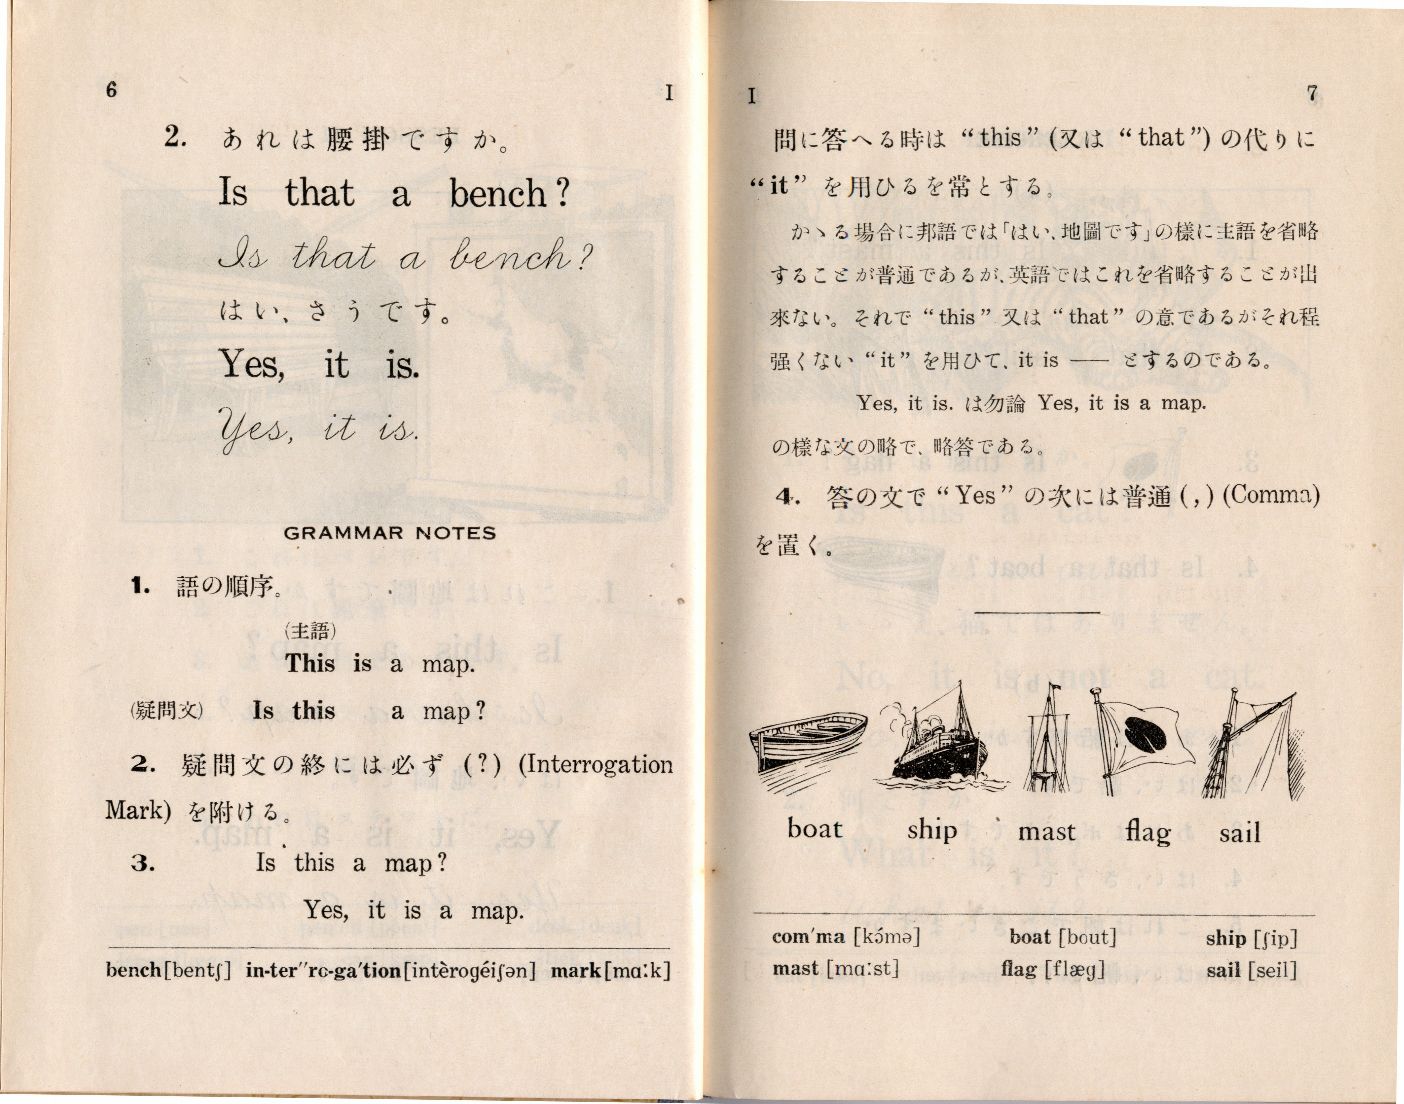 6
I
2. あれは腰掛ですか。
Is that a bench?
Is that a bench?
はい、さうです。
Yes, it is.
Yes, it is.
GRAMMAR NOTES
1. 語の順序。
(主語)
This is a map.
(疑問文) Is this a map?
2. 疑問文の終には必ず (?) (Interrogation
Mark) を附ける。
3. Is this a map?
Yes, it is a map.
bench[bentʃ] in-ter″ro-ga′tion[intèrogéiʃən] mark[mɑːk]
I
7
問に答へる時は “this” (又は “that”) の代りに
“it” を用ひるを常とする。
かゝる場合に邦語では「はい、地圖です」の樣に主語を省略
することが普通であるが、英語ではこれを省略することが出
來ない。それで “this” 又は “that” の意であるがそれ程
强くない “it” を用ひて、it is —— とするのである。
Yes, it is. は勿論 Yes, it is a map.
の樣な文の略で、略答である。
4. 答の文で “Yes” の次には普通 (,) (Comma)
を置く。
boat ship mast flag sail
com′ma [kɔ́mə] boat [bout] ship [ʃip]
mast [mɑːst] flag [flæg] sail [seil]